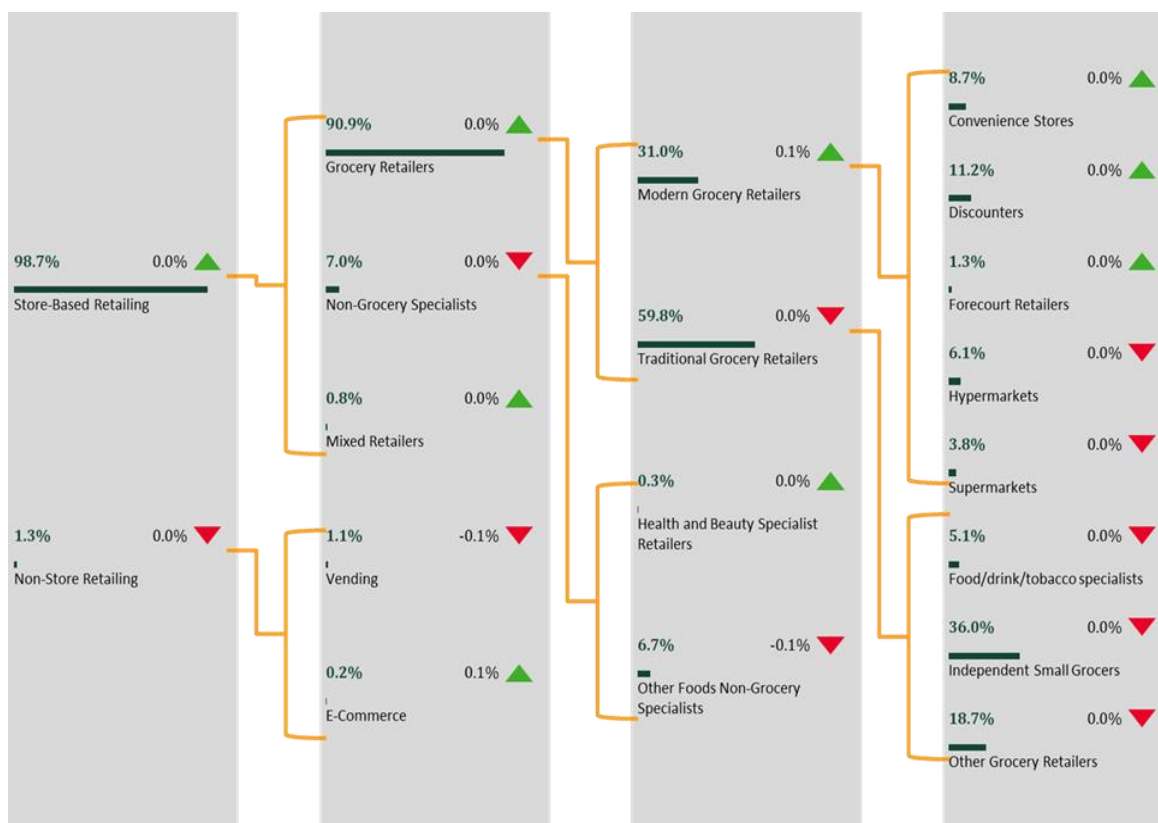 98.7% 0.0%
Store-Based Retailing
1.3% 0.0%
Non-Store Retailing
90.9% 0.0%
Grocery Retailers
7.0% 0.0%
Non-Grocery Specialists
0.8% 0.0%
Mixed Retailers
1.1% -0.1%
Vending
0.2% 0.1%
E-Commerce
31.0% 0.1%
Modern Grocery Retailers
59.8% 0.0%
Traditional Grocery Retailers
0.3% 0.0%
Health and Beauty Specialist
Retailers
6.7% -0.1%
Other Foods Non-Grocery
Specialists
8.7% 0.0%
Convenience Stores
11.2% 0.0%
Discounters
1.3% 0.0%
Forecourt Retailers
6.1% 0.0%
Hypermarkets
3.8% 0.0%
Supermarkets
5.1% 0.0%
Food/drink/tobacco specialists
36.0% 0.0%
Independent Small Grocers
18.7% 0.0%
Other Grocery Retailers